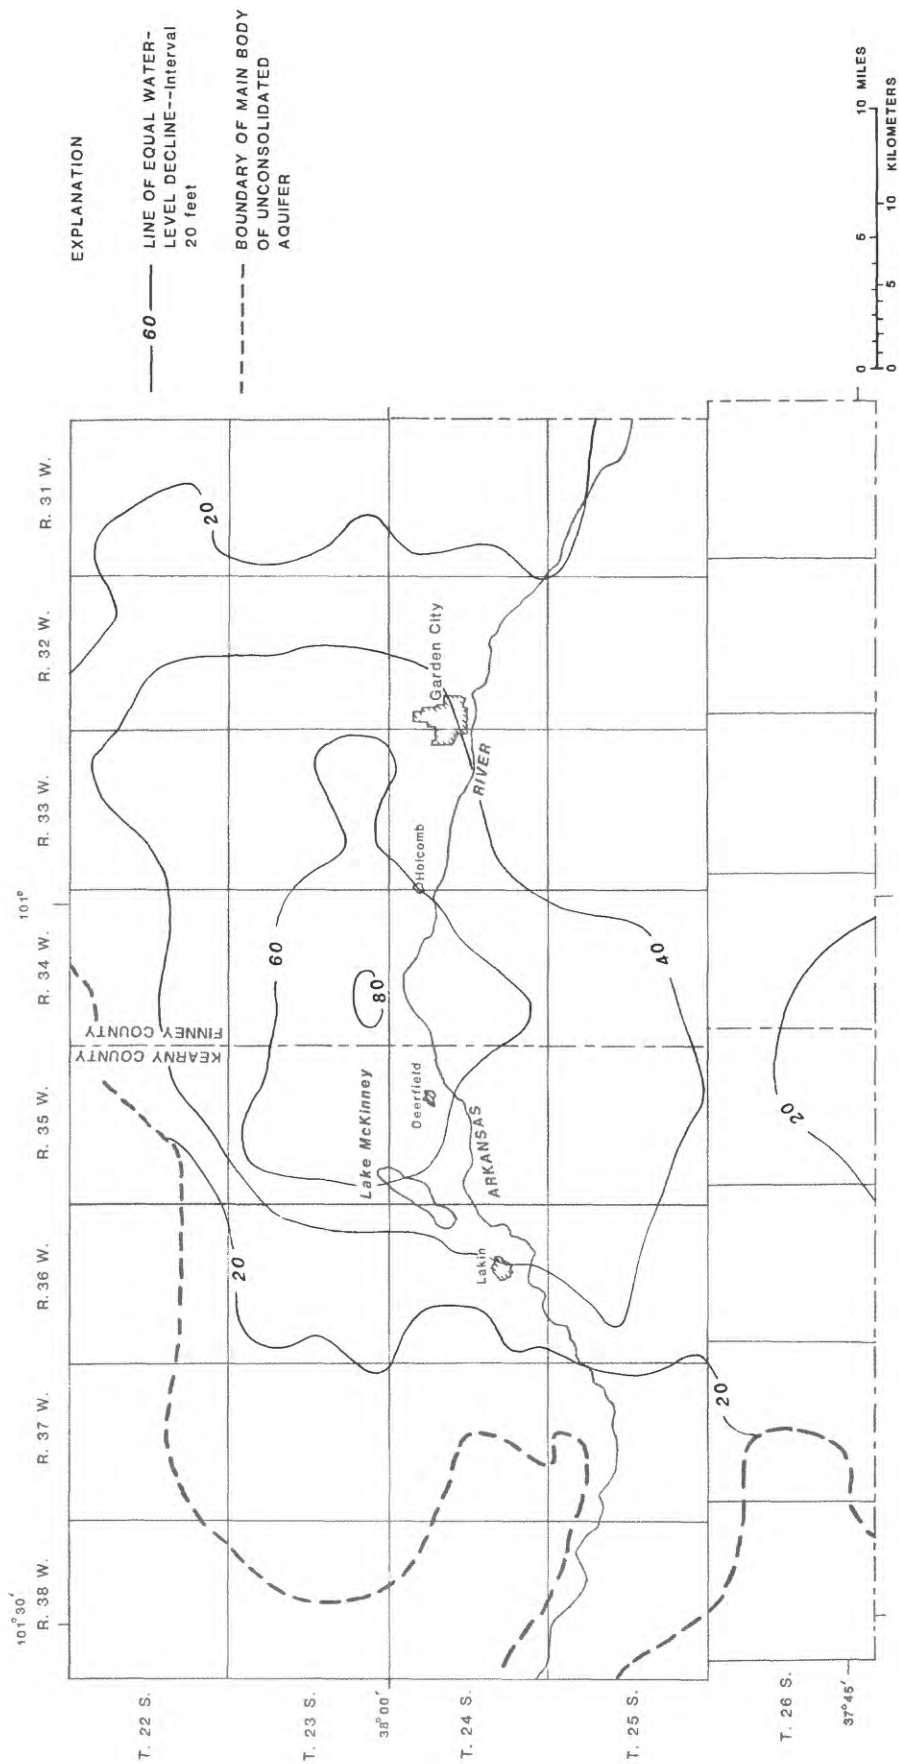 EXPLANATION
60
LINE OF EQUAL WATER-
LEVEL DECLINE--Interval
20 feet
BOUNDARY OF MAIN BODY
OF UNCONSOLIDATED
AQUIFER
101°30′
101°
R. 38 W.
R. 37 W.
R. 36 W.
R. 35 W.
R. 34 W.
R. 33 W.
R. 32 W.
R. 31 W.
T. 22 S.
KEARNY COUNTY
FINNEY COUNTY
20
20
T. 23 S.
60
80
38°00′
Lake McKinney
T. 24 S.
Lakin
Deerfield
Holcomb
Garden City
ARKANSAS
RIVER
T. 25 S.
40
20
T. 26 S.
20
37°45′
0
5
10 MILES
0
5
10
KILOMETERS